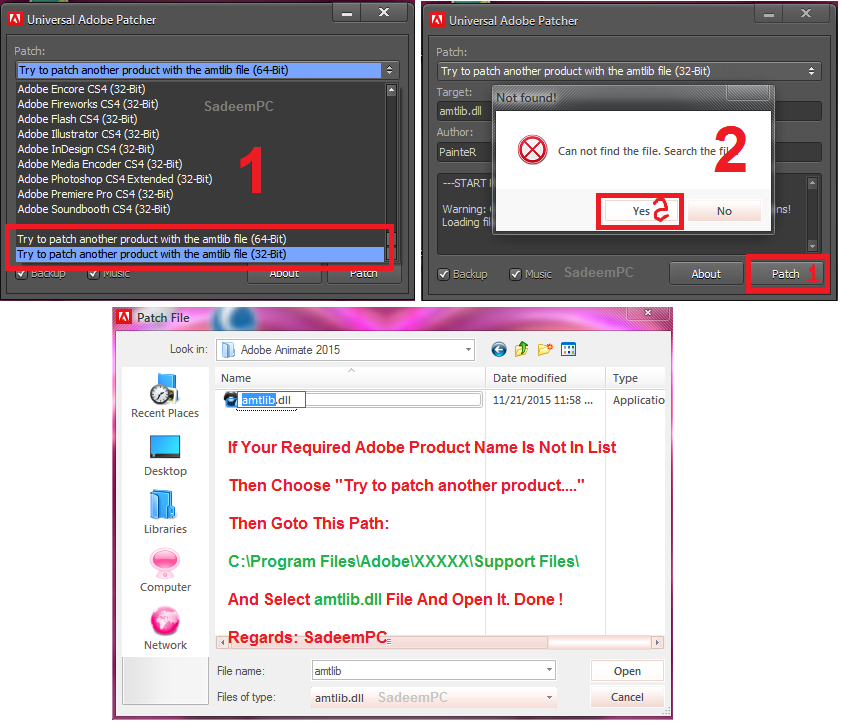 Universal Adobe Patcher
Patch:
Try to patch another product with the amtlib file (64-Bit)
Adobe Encore CS4 (32-Bit)
Adobe Fireworks CS4 (32-Bit)
Adobe Flash CS4 (32-Bit)
Adobe Illustrator CS4 (32-Bit)
Adobe InDesign CS4 (32-Bit)
Adobe Media Encoder CS4 (32-Bit)
Adobe Photoshop CS4 Extended (32-Bit)
Adobe Premiere Pro CS4 (32-Bit)
Adobe Soundbooth CS4 (32-Bit)
SadeemPC
1
Try to patch another product with the amtlib file (64-Bit)
Try to patch another product with the amtlib file (32-Bit)
Backup
Music
About
Patch
Universal Adobe Patcher
Patch:
Try to patch another product with the amtlib file (32-Bit)
Target:
amtlib.dll
Author:
PainteR
Not found!
Can not find the file. Search the
2
Yes 2
No
---START
Warning:
Loading
Backup
Music
SadeemPC
About
Patch 1
Patch File
Look in:
Adobe Animate 2015
Name
Date modified
Type
amtlib.dll
11/21/2015 11:58 ...
Applicatio
Recent Places
Desktop
Libraries
Computer
Network
If Your Required Adobe Product Name Is Not In List
Then Choose "Try to patch another product...."
Then Goto This Path:
C:\Program Files\Adobe\XXXXX\Support Files\
And Select amtlib.dll File And Open It. Done !
Regards: SadeemPC
File name:
amtlib
Open
Files of type:
amtlib.dll
SadeemPC
Cancel